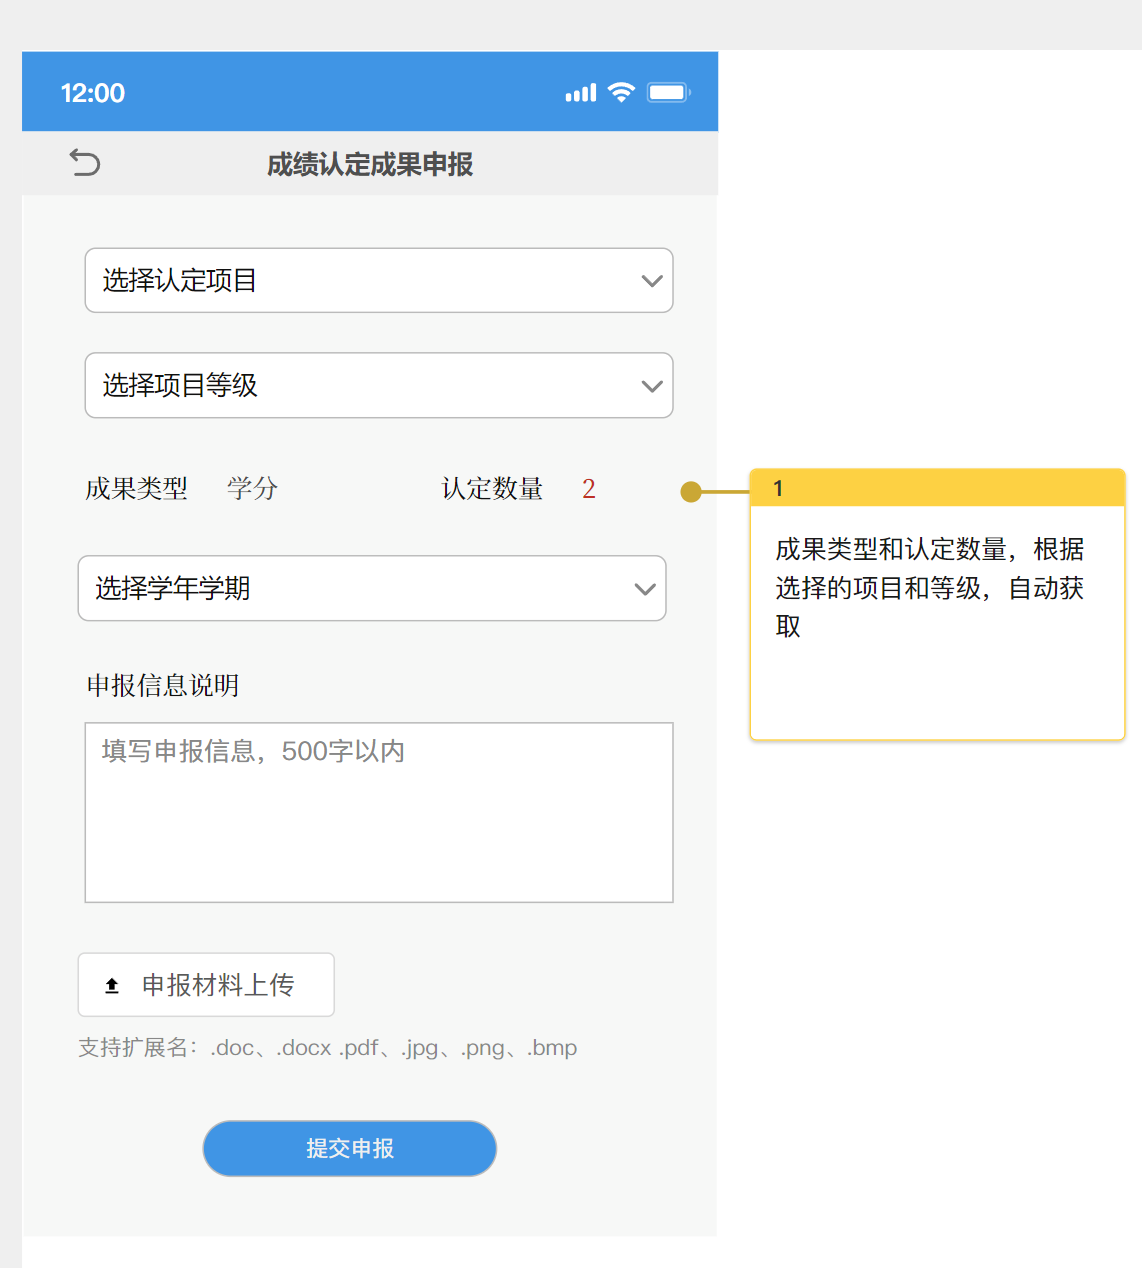 12:00
成绩认定成果申报
选择认定项目
选择项目等级
成果类型 学分 认定数量 2
1
成果类型和认定数量，根据
选择的项目和等级，自动获
取
选择学年学期
申报信息说明
填写申报信息，500字以内
申报材料上传
支持扩展名：.doc、.docx .pdf、.jpg、.png、.bmp
提交申报